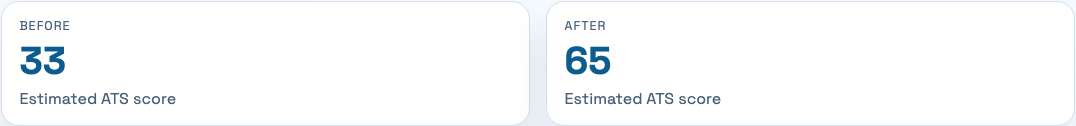 BEFORE
33
Estimated ATS score
AFTER
65
Estimated ATS score